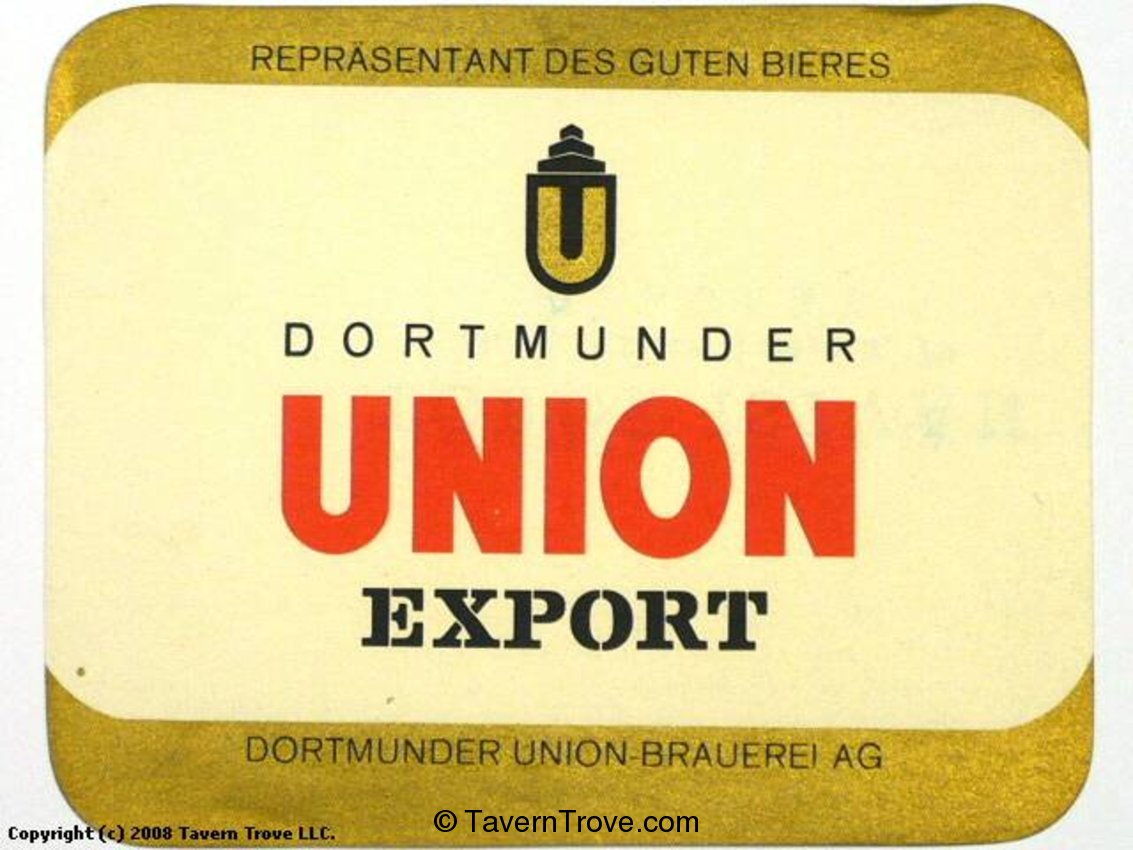 REPRÄSENTANT DES GUTEN BIERES
U
DORTMUNDER
UNION
EXPORT
DORTMUNDER UNION-BRAUEREI AG
© TavernTrove.com
Copyright (c) 2008 Tavern Trove LLC.